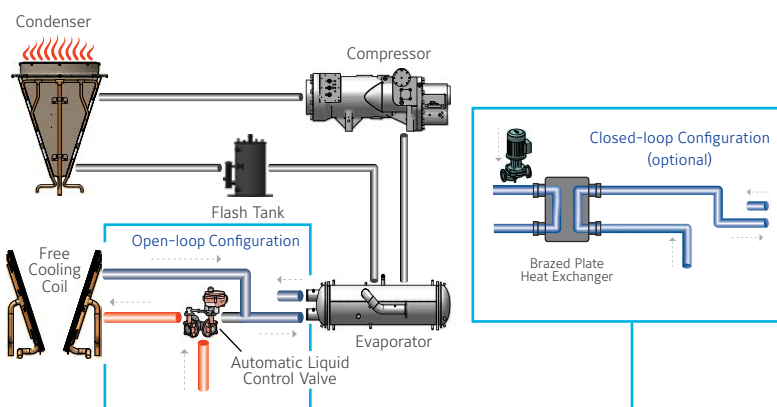 Condenser
Compressor
Flash Tank
Closed-loop Configuration
(optional)
Brazed Plate
Heat Exchanger
Free
Cooling
Coil
Open-loop Configuration
Evaporator
Automatic Liquid
Control Valve